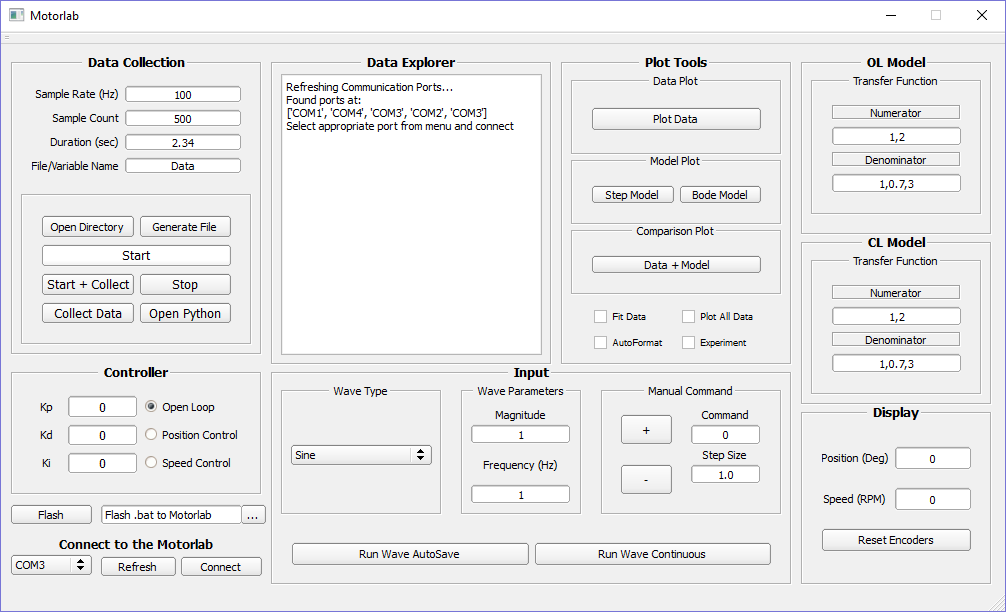 Motorlab
Data Collection
Sample Rate (Hz) 100
Sample Count 500
Duration (sec) 2.34
File/Variable Name Data
Open Directory Generate File
Start
Start + Collect Stop
Collect Data Open Python
Controller
Kp 0 Open Loop
Kd 0 Position Control
Ki 0 Speed Control
Flash Flash .bat to Motorlab ...
Connect to the Motorlab
COM3 Refresh Connect
Data Explorer
Refreshing Communication Ports...
Found ports at:
['COM1', 'COM4', 'COM3', 'COM2', 'COM3']
Select appropriate port from menu and connect
Plot Tools
Data Plot
Plot Data
Model Plot
Step Model Bode Model
Comparison Plot
Data + Model
Fit Data Plot All Data
AutoFormat Experiment
Input
Wave Type
Sine
Wave Parameters
Magnitude
1
Frequency (Hz)
1
Manual Command
+ Command
0
Step Size
- 1.0
Run Wave AutoSave Run Wave Continuous
OL Model
Transfer Function
Numerator
1,2
Denominator
1,0.7,3
CL Model
Transfer Function
Numerator
1,2
Denominator
1,0.7,3
Display
Position (Deg) 0
Speed (RPM) 0
Reset Encoders